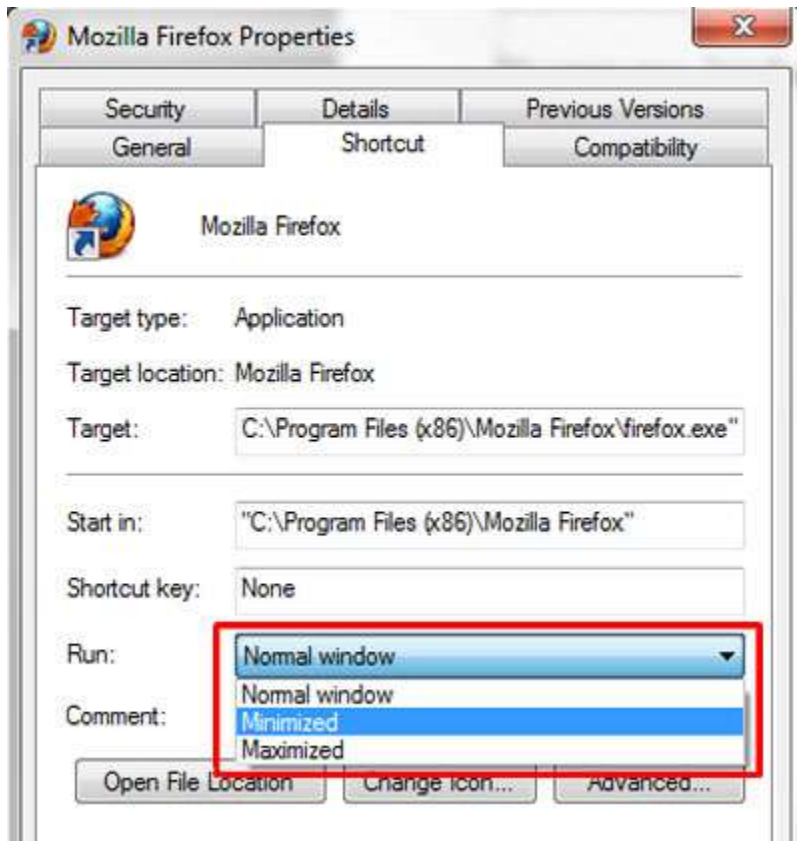 Mozilla Firefox Properties
Security Details Previous Versions
General Shortcut Compatibility
Mozilla Firefox
Target type: Application
Target location: Mozilla Firefox
Target: C:\Program Files (x86)\Mozilla Firefox\firefox.exe"
Start in: "C:\Program Files (x86)\Mozilla Firefox"
Shortcut key: None
Run: Normal window
Normal window
Comment: Minimized
Maximized
Open File Location Change Icon... Advanced...